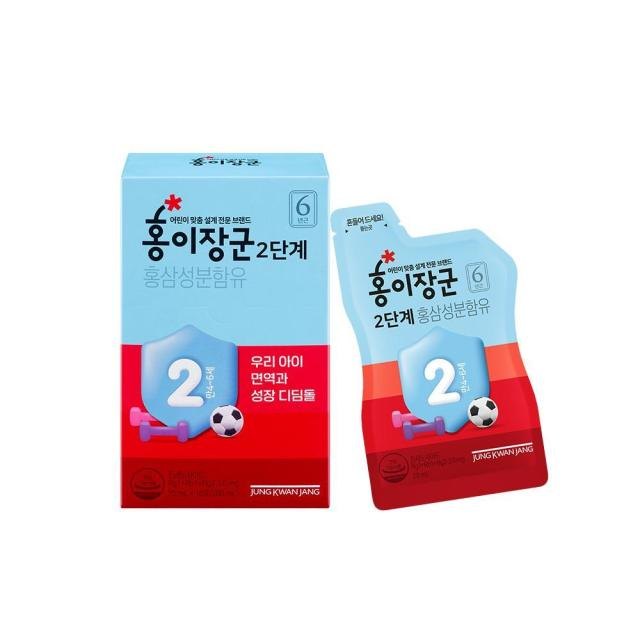 어린이 맞춤 설계 전문 브랜드
6
년근
홍이장군 2단계
홍삼성분함유
2
만4~6세
우리 아이
면역과
성장 디딤돌
JUNG KWAN JANG
흔들어 드세요!
뜯는곳
어린이 맞춤 설계 전문 브랜드
6
년근
홍이장군
2단계 홍삼성분함유
2
만4~6세
JUNG KWAN JANG